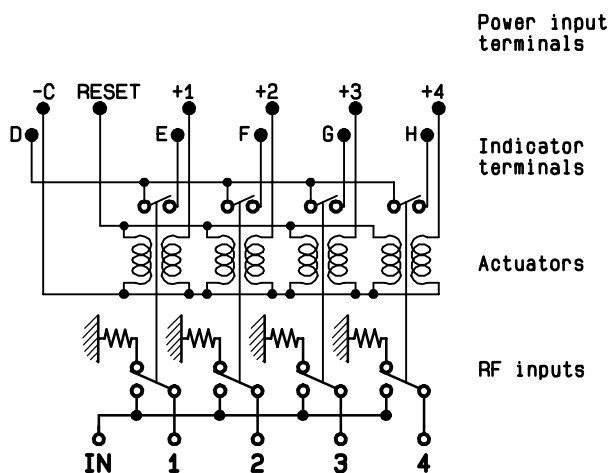 Power input
terminals
-C RESET +1 +2 +3 +4
D E F G H
Indicator
terminals
Actuators
RF inputs
IN 1 2 3 4